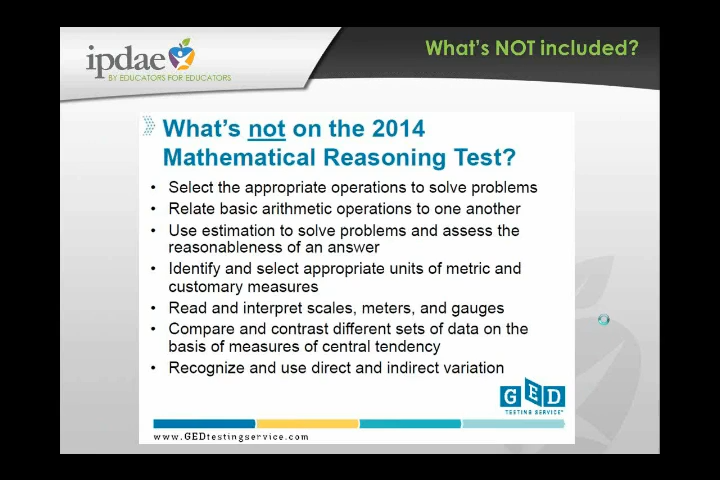 What's NOT included?
ipdae
BY EDUCATORS FOR EDUCATORS
What's not on the 2014
Mathematical Reasoning Test?
• Select the appropriate operations to solve problems
• Relate basic arithmetic operations to one another
• Use estimation to solve problems and assess the
reasonableness of an answer
• Identify and select appropriate units of metric and
customary measures
• Read and interpret scales, meters, and gauges
• Compare and contrast different sets of data on the
basis of measures of central tendency
• Recognize and use direct and indirect variation
GED
TESTING SERVICE®
www.GEDtestingservice.com